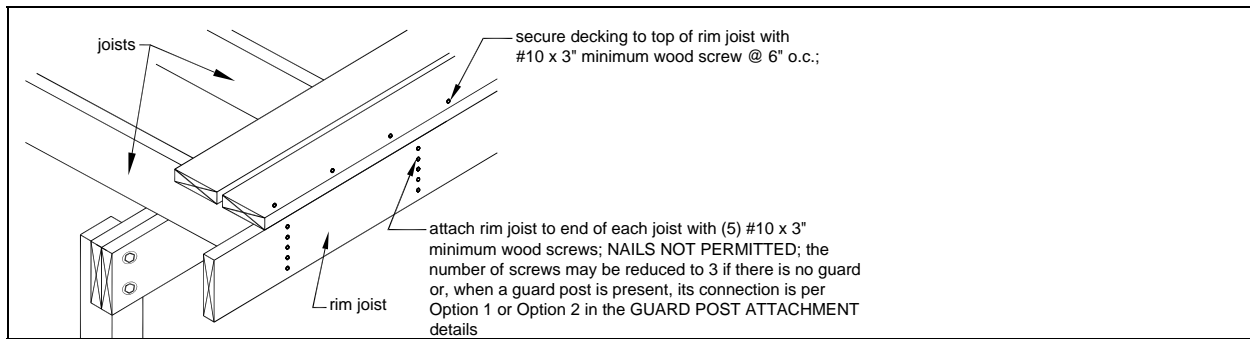 joists
secure decking to top of rim joist with
#10 x 3" minimum wood screw @ 6" o.c.;
attach rim joist to end of each joist with (5) #10 x 3"
minimum wood screws; NAILS NOT PERMITTED; the
number of screws may be reduced to 3 if there is no guard
or, when a guard post is present, its connection is per
Option 1 or Option 2 in the GUARD POST ATTACHMENT
details
rim joist